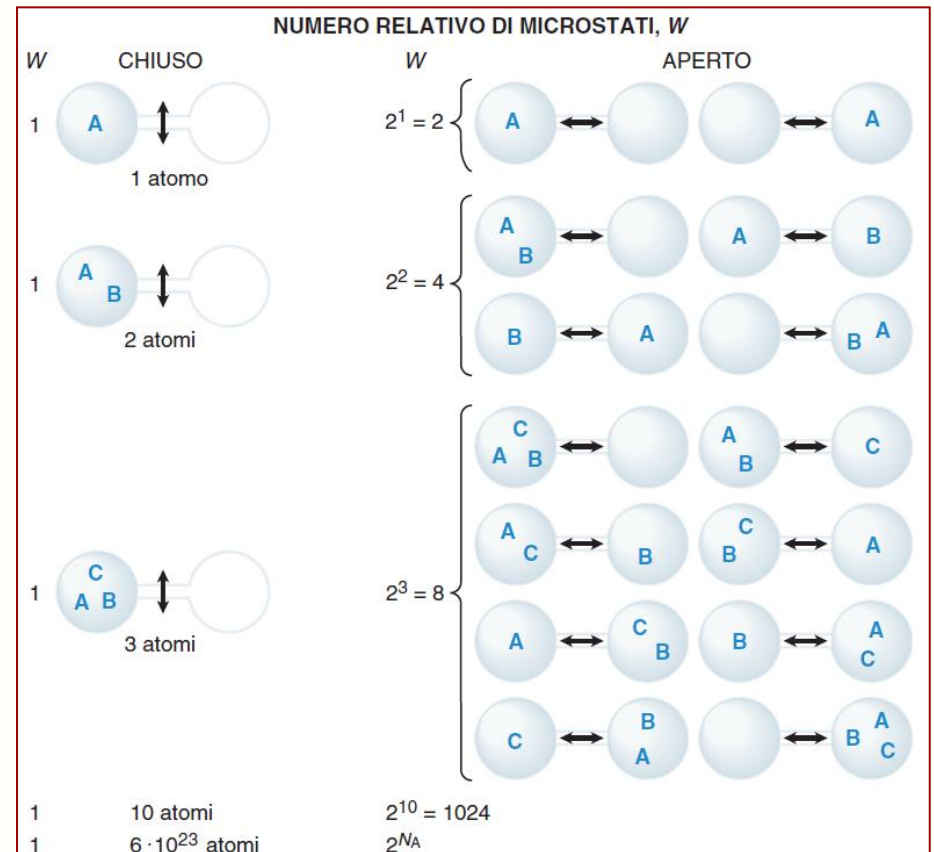 NUMERO RELATIVO DI MICROSTATI, W
W CHIUSO W APERTO
1 A 2¹ = 2 A A
1 atomo
A B A B
1 A B 2² = 4
2 atomi B A B A
C A B A B C
A C B C B A
1 C A B 2³ = 8
3 atomi A C B B A C
C B A B A C
1 10 atomi 2¹⁰ = 1024
1 6·10²³ atomi 2^NA